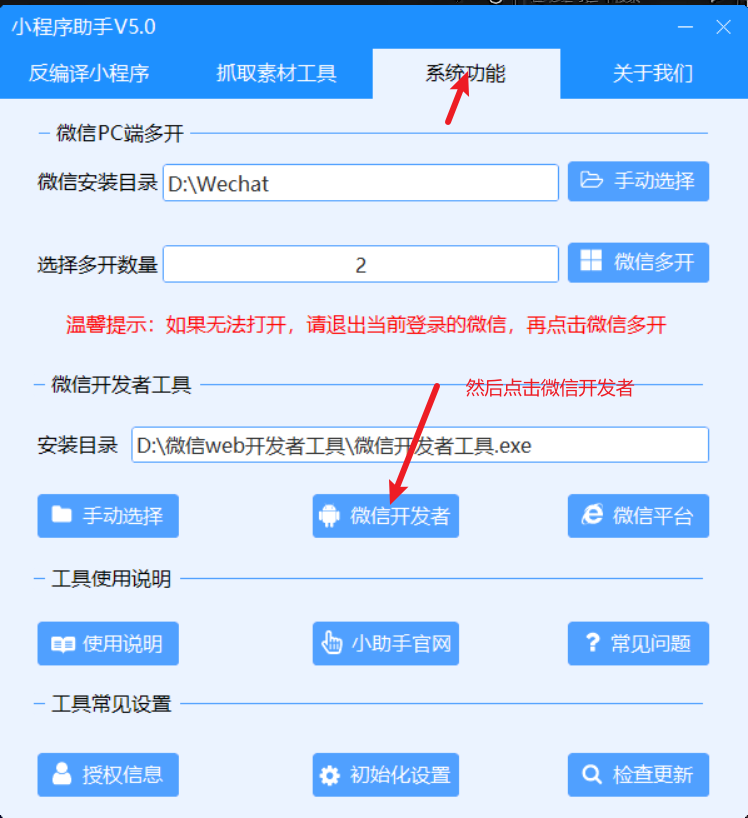 小程序助手V5.0
反编译小程序 抓取素材工具 系统功能 关于我们
微信PC端多开
微信安装目录 D:\Wechat 手动选择
选择多开数量 2 微信多开
温馨提示：如果无法打开，请退出当前登录的微信，再点击微信多开
微信开发者工具 然后点击微信开发者
安装目录 D:\微信web开发者工具\微信开发者工具.exe
手动选择 微信开发者 微信平台
工具使用说明
使用说明 小助手官网 常见问题
工具常见设置
授权信息 初始化设置 检查更新